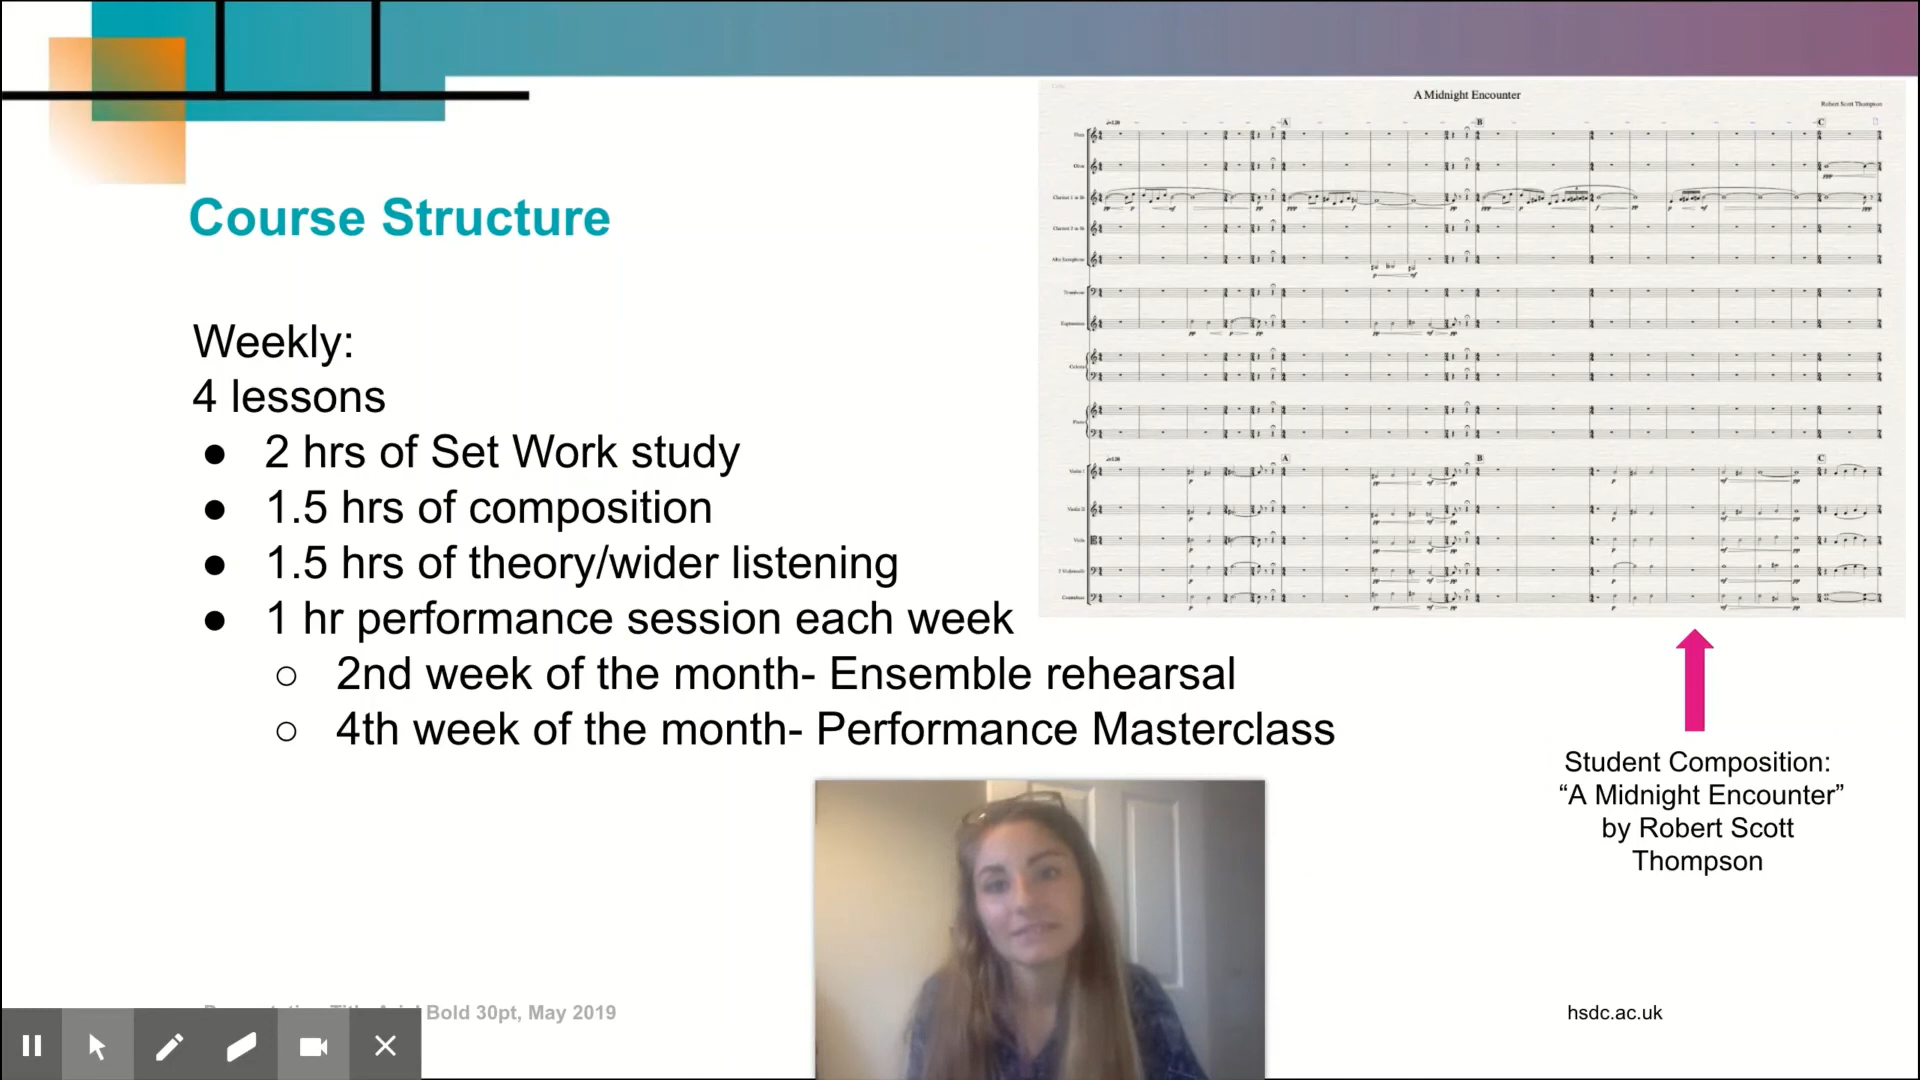 A Midnight Encounter
Robert Scott Thompson
Course Structure
Weekly:
4 lessons
● 2 hrs of Set Work study
● 1.5 hrs of composition
● 1.5 hrs of theory/wider listening
● 1 hr performance session each week
○ 2nd week of the month- Ensemble rehearsal
○ 4th week of the month- Performance Masterclass
Student Composition:
“A Midnight Encounter”
by Robert Scott
Thompson
Bold 30pt, May 2019
hsdc.ac.uk